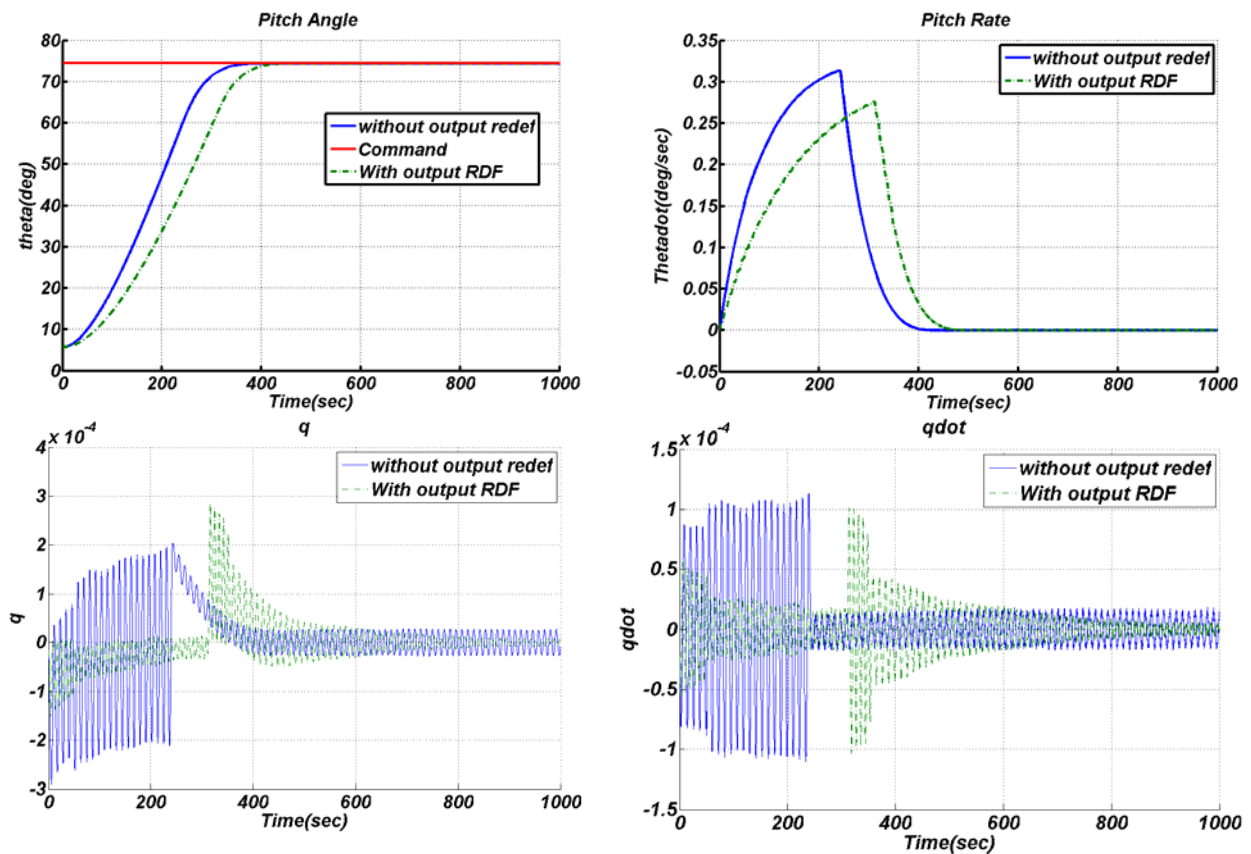 Pitch Angle
80
70
60
50
40
30
20
10
0
theta(deg)
without output redef
Command
With output RDF
0 200 400 600 800 1000
Time(sec)
Pitch Rate
0.35
0.3
0.25
0.2
0.15
0.1
0.05
0
-0.05
Thetadot(deg/sec)
without output redef
With output RDF
0 200 400 600 800 1000
Time(sec)
q
x 10^-4
4
3
2
1
0
-1
-2
-3
q
without output redef
With output RDF
0 200 400 600 800 1000
Time(sec)
qdot
x 10^-4
1.5
1
0.5
0
-0.5
-1
-1.5
qdot
without output redef
With output RDF
0 200 400 600 800 1000
Time(sec)